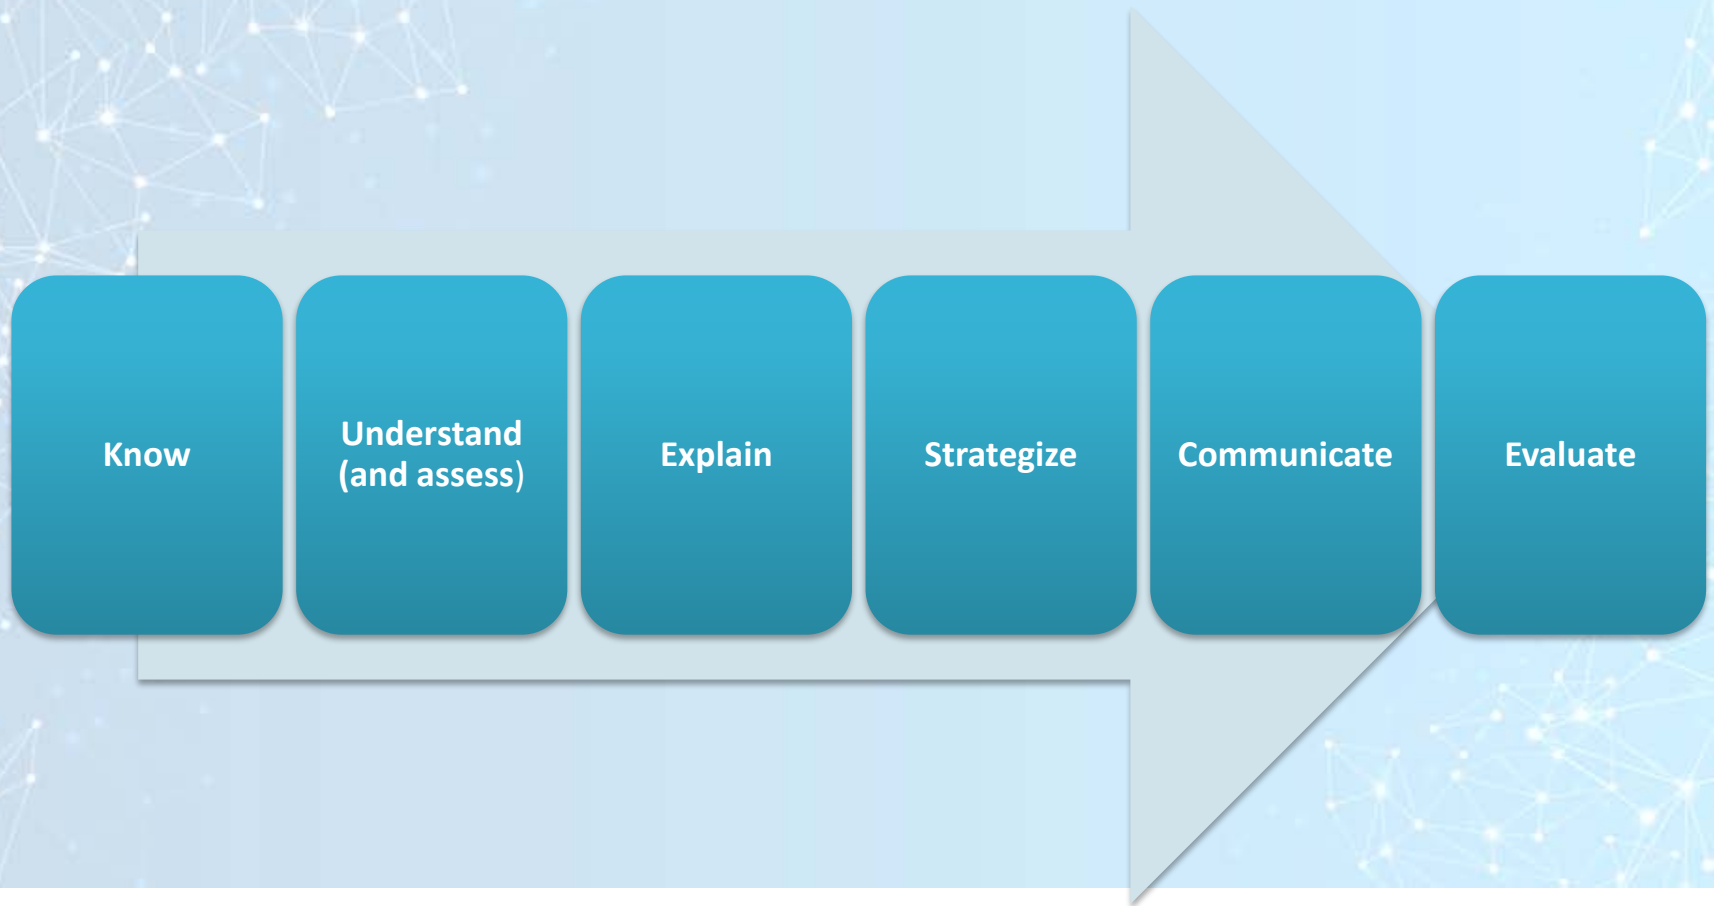 Know
Understand
(and assess)
Explain
Strategize
Communicate
Evaluate